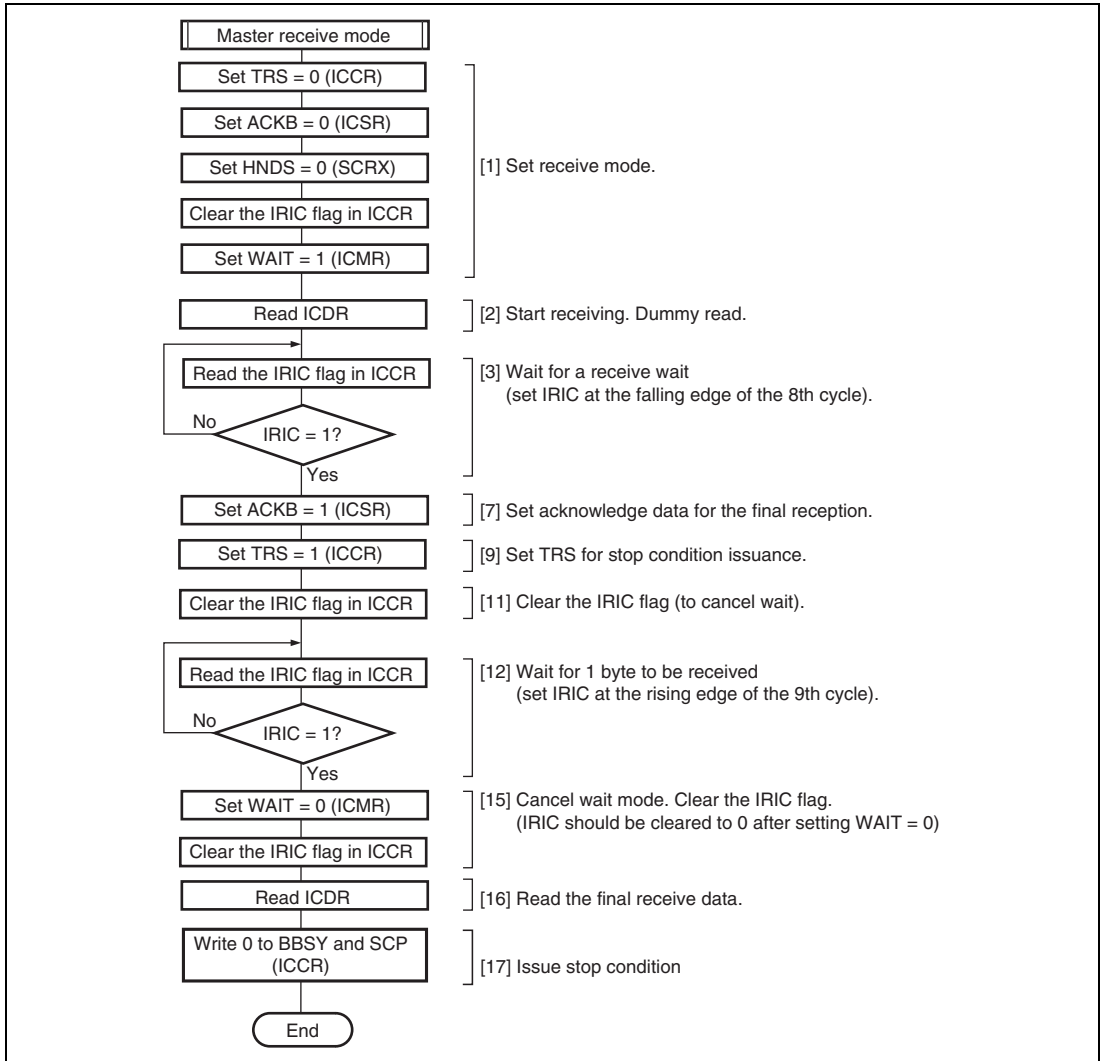 Master receive mode
Set TRS = 0 (ICCR)
Set ACKB = 0 (ICSR)
Set HNDS = 0 (SCRX)
Clear the IRIC flag in ICCR
Set WAIT = 1 (ICMR)
[1] Set receive mode.
Read ICDR
[2] Start receiving. Dummy read.
Read the IRIC flag in ICCR
[3] Wait for a receive wait
(set IRIC at the falling edge of the 8th cycle).
No
IRIC = 1?
Yes
Set ACKB = 1 (ICSR)
[7] Set acknowledge data for the final reception.
Set TRS = 1 (ICCR)
[9] Set TRS for stop condition issuance.
Clear the IRIC flag in ICCR
[11] Clear the IRIC flag (to cancel wait).
Read the IRIC flag in ICCR
[12] Wait for 1 byte to be received
(set IRIC at the rising edge of the 9th cycle).
No
IRIC = 1?
Yes
Set WAIT = 0 (ICMR)
[15] Cancel wait mode. Clear the IRIC flag.
(IRIC should be cleared to 0 after setting WAIT = 0)
Clear the IRIC flag in ICCR
Read ICDR
[16] Read the final receive data.
Write 0 to BBSY and SCP
(ICCR)
[17] Issue stop condition
End